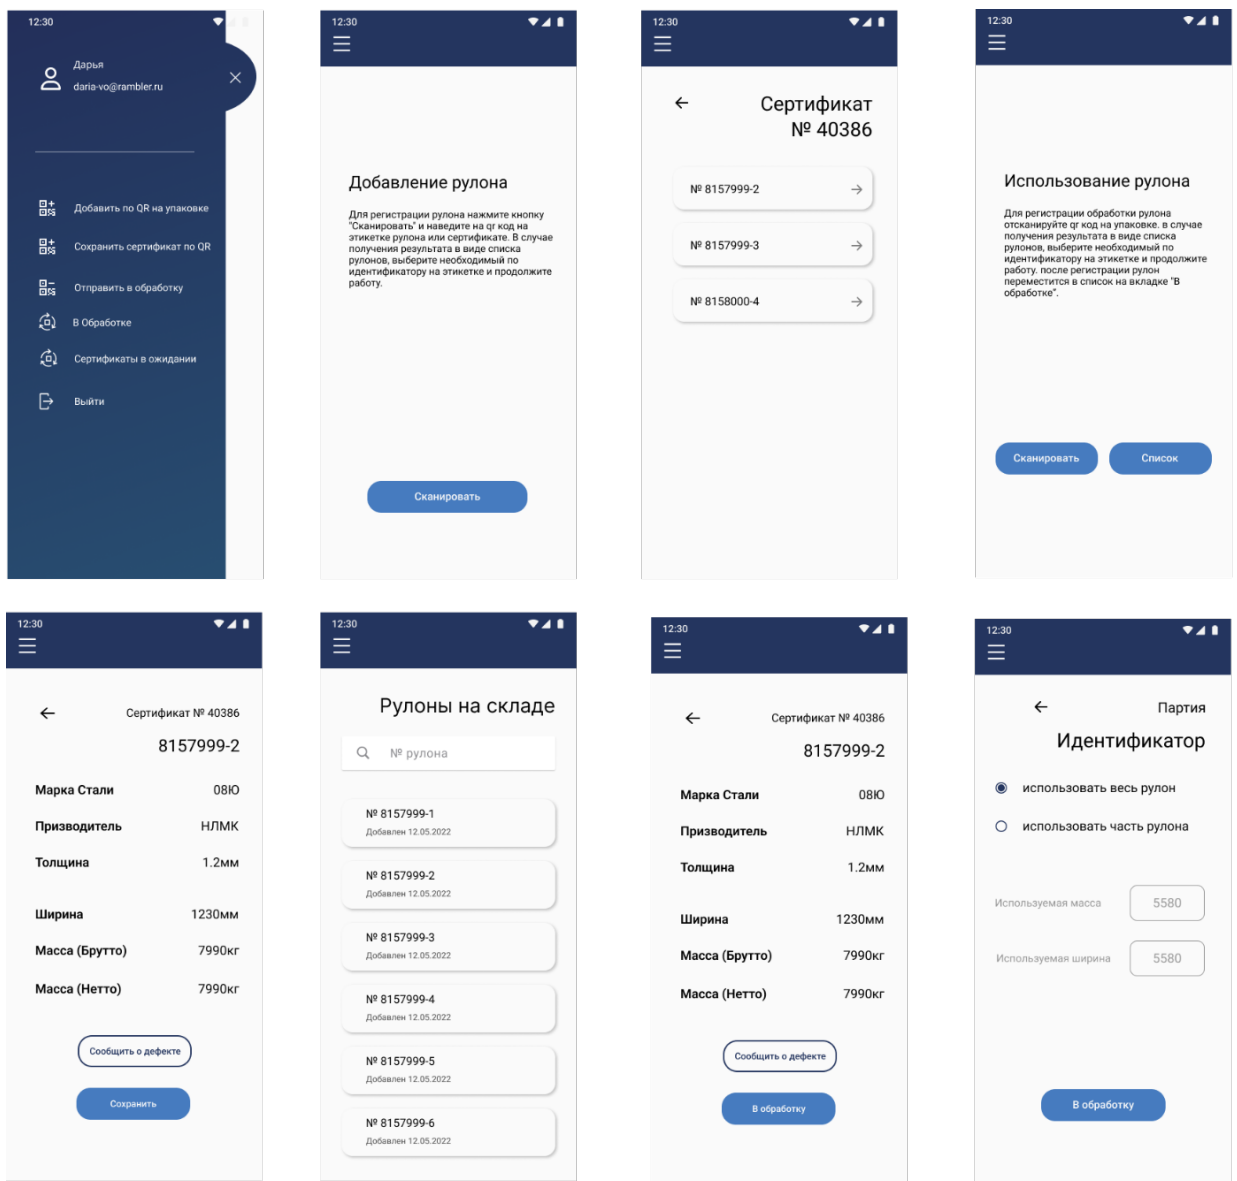 12:30
Дарья
daria-vo@rambler.ru
Добавить по QR на упаковке
Сохранить сертификат по QR
Отправить в обработку
В Обработке
Сертификаты в ожидании
Выйти
12:30
Добавление рулона
Для регистрации рулона нажмите кнопку
"Сканировать" и наведите на qr код на
этикетке рулона или сертификате. В случае
получения результата в виде списка
рулонов, выберите необходимый по
идентификатору на этикетке и продолжите
работу.
Сканировать
12:30
Сертификат
№ 40386
№ 8157999-2
№ 8157999-3
№ 8158000-4
12:30
Использование рулона
Для регистрации обработки рулона
отсканируйте qr код на упаковке. в случае
получения результата в виде списка
рулонов, выберите необходимый по
идентификатору на этикетке и продолжите
работу. после регистрации рулон
переместится в список на вкладке "В
обработке".
Сканировать
Список
12:30
Сертификат № 40386
8157999-2
Марка Стали 08Ю
Призводитель НЛМК
Толщина 1.2мм
Ширина 1230мм
Масса (Брутто) 7990кг
Масса (Нетто) 7990кг
Сообщить о дефекте
Сохранить
12:30
Рулоны на складе
№ рулона
№ 8157999-1
Добавлен 12.05.2022
№ 8157999-2
Добавлен 12.05.2022
№ 8157999-3
Добавлен 12.05.2022
№ 8157999-4
Добавлен 12.05.2022
№ 8157999-5
Добавлен 12.05.2022
№ 8157999-6
Добавлен 12.05.2022
12:30
Сертификат № 40386
8157999-2
Марка Стали 08Ю
Призводитель НЛМК
Толщина 1.2мм
Ширина 1230мм
Масса (Брутто) 7990кг
Масса (Нетто) 7990кг
Сообщить о дефекте
В обработку
12:30
Партия
Идентификатор
использовать весь рулон
использовать часть рулона
Используемая масса 5580
Используемая ширина 5580
В обработку